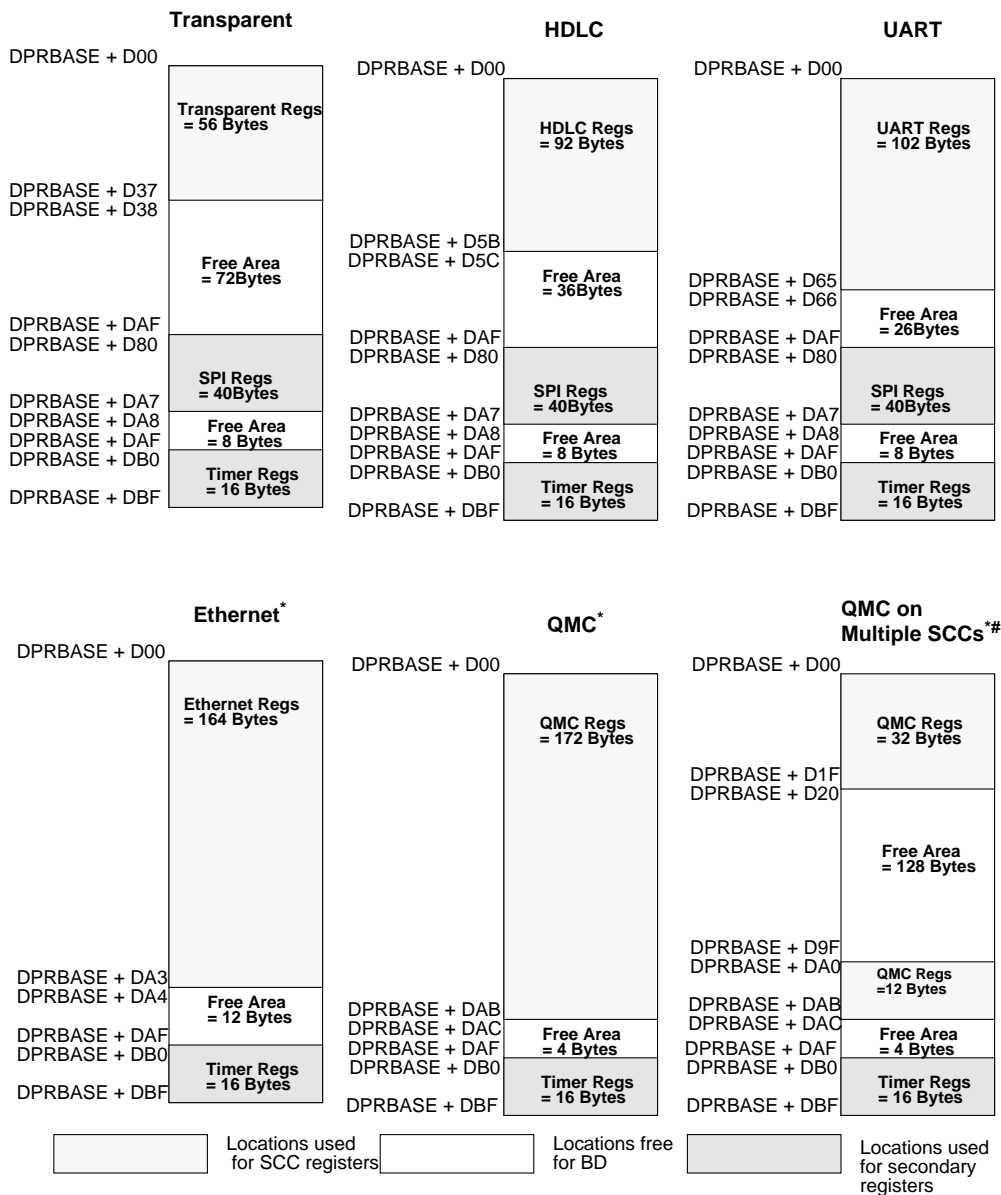 Transparent
DPRBASE + D00
Transparent Regs
= 56 Bytes
DPRBASE + D37
DPRBASE + D38
Free Area
= 72Bytes
DPRBASE + DAF
DPRBASE + D80
SPI Regs
= 40Bytes
DPRBASE + DA7
DPRBASE + DA8
Free Area
= 8 Bytes
DPRBASE + DAF
DPRBASE + DB0
Timer Regs
= 16 Bytes
DPRBASE + DBF
HDLC
DPRBASE + D00
HDLC Regs
= 92 Bytes
DPRBASE + D5B
DPRBASE + D5C
Free Area
= 36Bytes
DPRBASE + DAF
DPRBASE + D80
SPI Regs
= 40Bytes
DPRBASE + DA7
DPRBASE + DA8
Free Area
= 8 Bytes
DPRBASE + DAF
DPRBASE + DB0
Timer Regs
= 16 Bytes
DPRBASE + DBF
UART
DPRBASE + D00
UART Regs
= 102 Bytes
DPRBASE + D65
DPRBASE + D66
Free Area
= 26Bytes
DPRBASE + DAF
DPRBASE + D80
SPI Regs
= 40Bytes
DPRBASE + DA7
DPRBASE + DA8
Free Area
= 8 Bytes
DPRBASE + DAF
DPRBASE + DB0
Timer Regs
= 16 Bytes
DPRBASE + DBF
Ethernet*
DPRBASE + D00
Ethernet Regs
= 164 Bytes
DPRBASE + DA3
DPRBASE + DA4
Free Area
= 12 Bytes
DPRBASE + DAF
DPRBASE + DB0
Timer Regs
= 16 Bytes
DPRBASE + DBF
QMC*
DPRBASE + D00
QMC Regs
= 172 Bytes
DPRBASE + DAB
DPRBASE + DAC
Free Area
= 4 Bytes
DPRBASE + DAF
DPRBASE + DB0
Timer Regs
= 16 Bytes
DPRBASE + DBF
QMC on
Multiple SCCs*#
DPRBASE + D00
QMC Regs
= 32 Bytes
DPRBASE + D1F
DPRBASE + D20
Free Area
= 128 Bytes
DPRBASE + D9F
DPRBASE + DA0
QMC Regs
=12 Bytes
DPRBASE + DAB
DPRBASE + DAC
Free Area
= 4 Bytes
DPRBASE + DAF
DPRBASE + DB0
Timer Regs
= 16 Bytes
DPRBASE + DBF
Locations used
for SCC registers
Locations free
for BD
Locations used
for secondary
registers